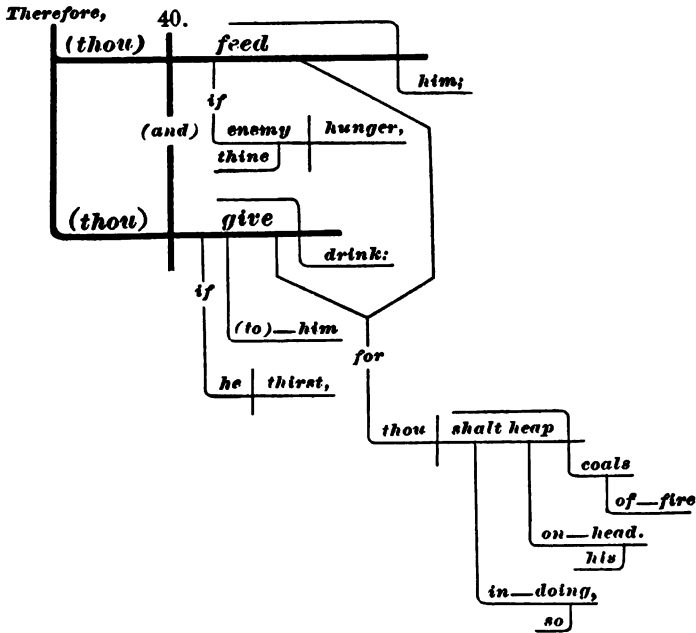 Therefore,
40.
(thou) feed
him;
if
(and)
enemy hunger,
thine
(thou) give
drink:
if
(to) him
for
he thirst,
thou shalt heap
coals
of fire
on head.
his
in doing,
so